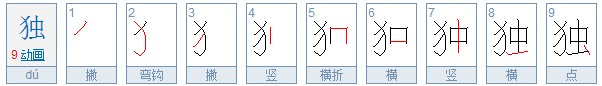 独 1 2 3 4 5 6 7 8 9
9 动画
dú 撇 弯钩 撇 竖 横折 横 竖 横 点